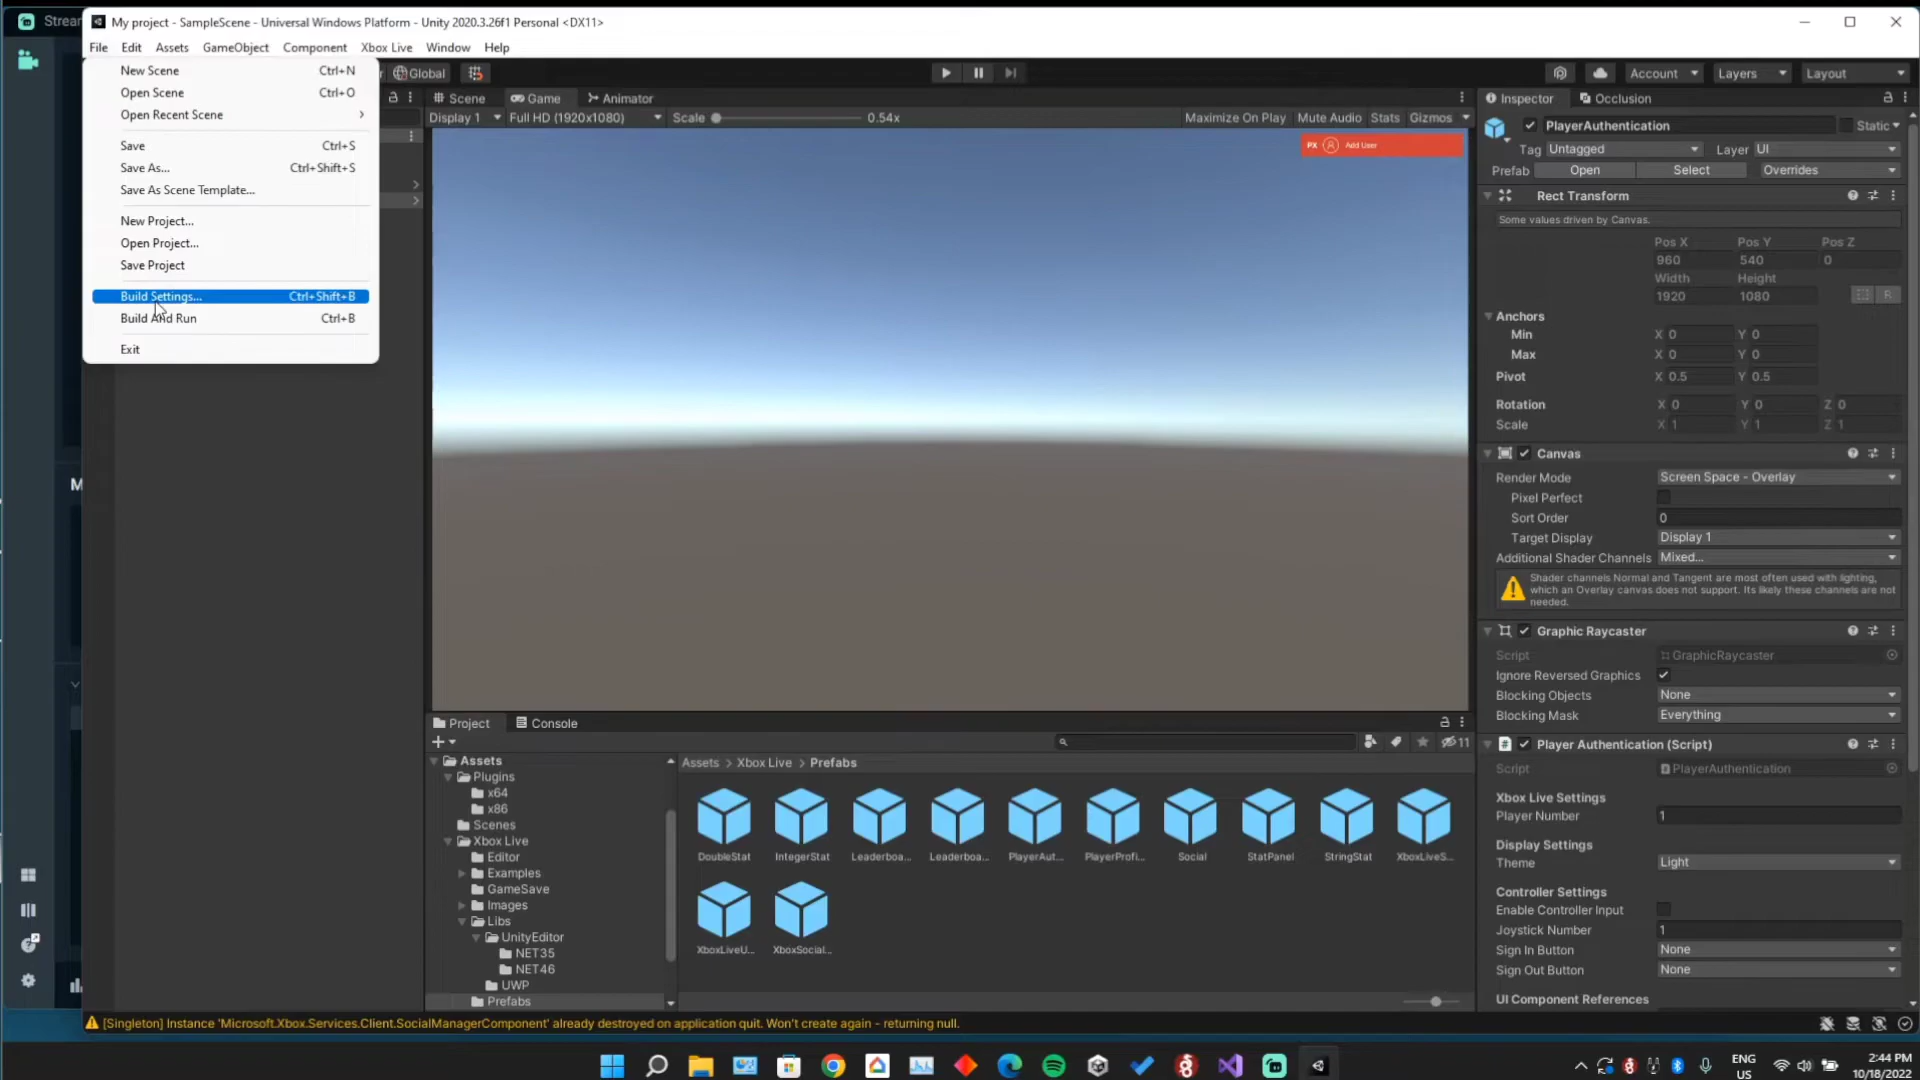 Strea
My project - SampleScene - Universal Windows Platform - Unity 2020.3.26f1 Personal <DX11>
File Edit Assets GameObject Component Xbox Live Window Help
New Scene Ctrl+N
Open Scene Ctrl+O
Open Recent Scene
Save Ctrl+S
Save As... Ctrl+Shift+S
Save As Scene Template...
New Project...
Open Project...
Save Project
Build Settings... Ctrl+Shift+B
Build And Run Ctrl+B
Exit
Global
Account Layers Layout
Scene Game Animator
Display 1 Full HD (1920x1080) Scale 0.54x Maximize On Play Mute Audio Stats Gizmos
PX Add User
M
Inspector Occlusion
PlayerAuthentication Static
Tag Untagged Layer UI
Prefab Open Select Overrides
Rect Transform
Some values driven by Canvas.
Pos X Pos Y Pos Z
960 540 0
Width Height
1920 1080 R
Anchors
Min X 0 Y 0
Max X 0 Y 0
Pivot X 0.5 Y 0.5
Rotation X 0 Y 0 Z 0
Scale X 1 Y 1 Z 1
Canvas
Render Mode Screen Space - Overlay
Pixel Perfect
Sort Order 0
Target Display Display 1
Additional Shader Channels Mixed...
Shader channels Normal and Tangent are most often used with lighting,
which an Overlay canvas does not support. Its likely these channels are not
needed.
Graphic Raycaster
Script GraphicRaycaster
Ignore Reversed Graphics
Blocking Objects None
Blocking Mask Everything
Player Authentication (Script)
Script PlayerAuthentication
Xbox Live Settings
Player Number 1
Display Settings
Theme Light
Controller Settings
Enable Controller Input
Joystick Number 1
Sign In Button None
Sign Out Button None
UI Component References
Project Console
11
Assets
Plugins
x64
x86
Scenes
Xbox Live
Editor
Examples
GameSave
Images
Libs
UnityEditor
NET35
NET46
UWP
Prefabs
Assets > Xbox Live > Prefabs
DoubleStat IntegerStat Leaderboa... Leaderboa... PlayerAut... PlayerProfi... Social StatPanel StringStat XboxLiveS...
XboxLiveU... XboxSocial...
[Singleton] Instance 'Microsoft.Xbox.Services.Client.SocialManagerComponent' already destroyed on application quit. Won't create again - returning null.
ENG
US
2:44 PM
10/18/2022